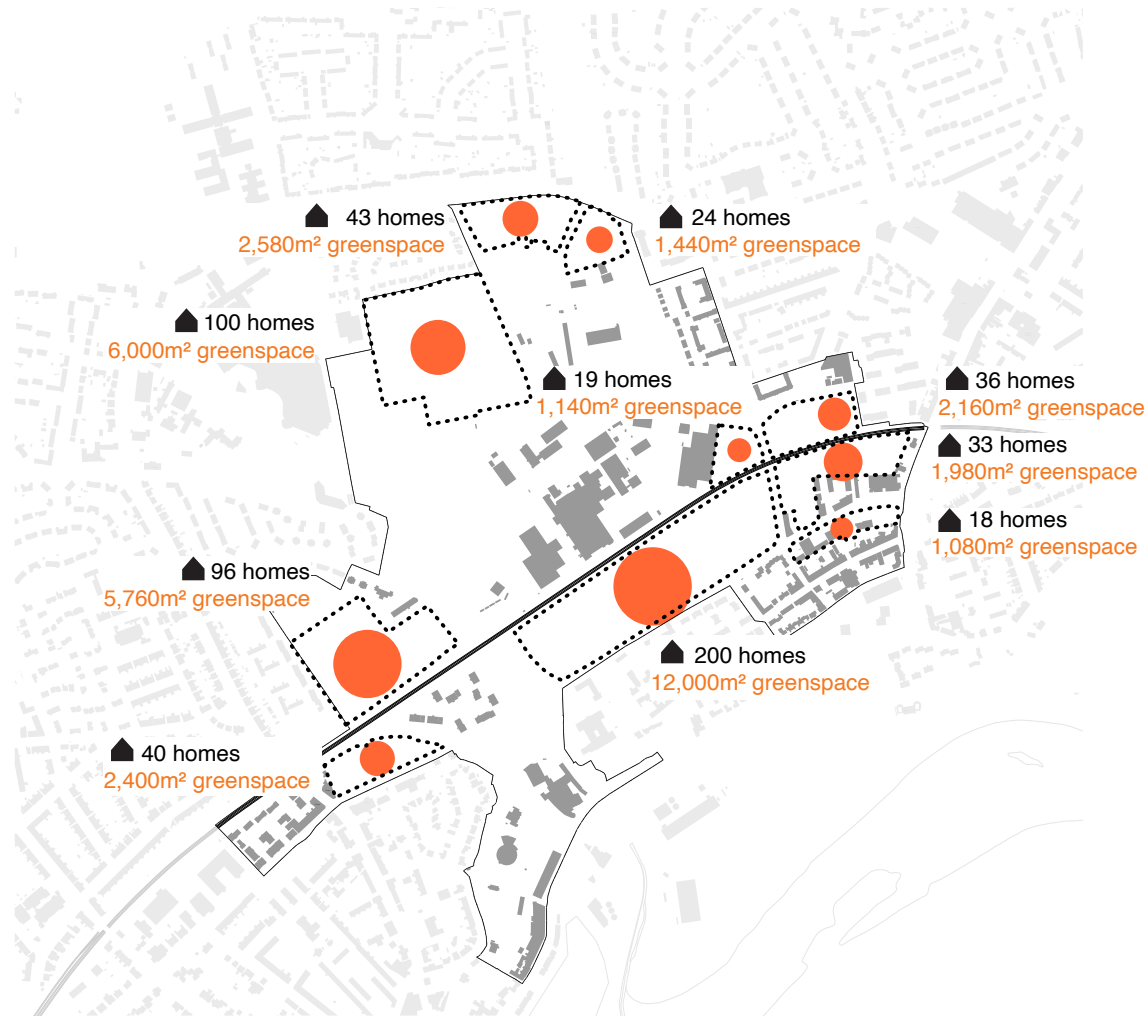 43 homes
2,580m² greenspace
24 homes
1,440m² greenspace
100 homes
6,000m² greenspace
19 homes
1,140m² greenspace
36 homes
2,160m² greenspace
33 homes
1,980m² greenspace
18 homes
1,080m² greenspace
96 homes
5,760m² greenspace
200 homes
12,000m² greenspace
40 homes
2,400m² greenspace